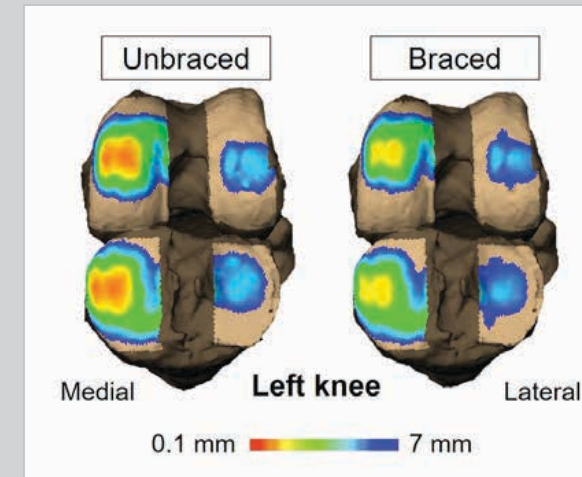 Unbraced
Braced
Medial
Left knee
Lateral
0.1 mm
7 mm